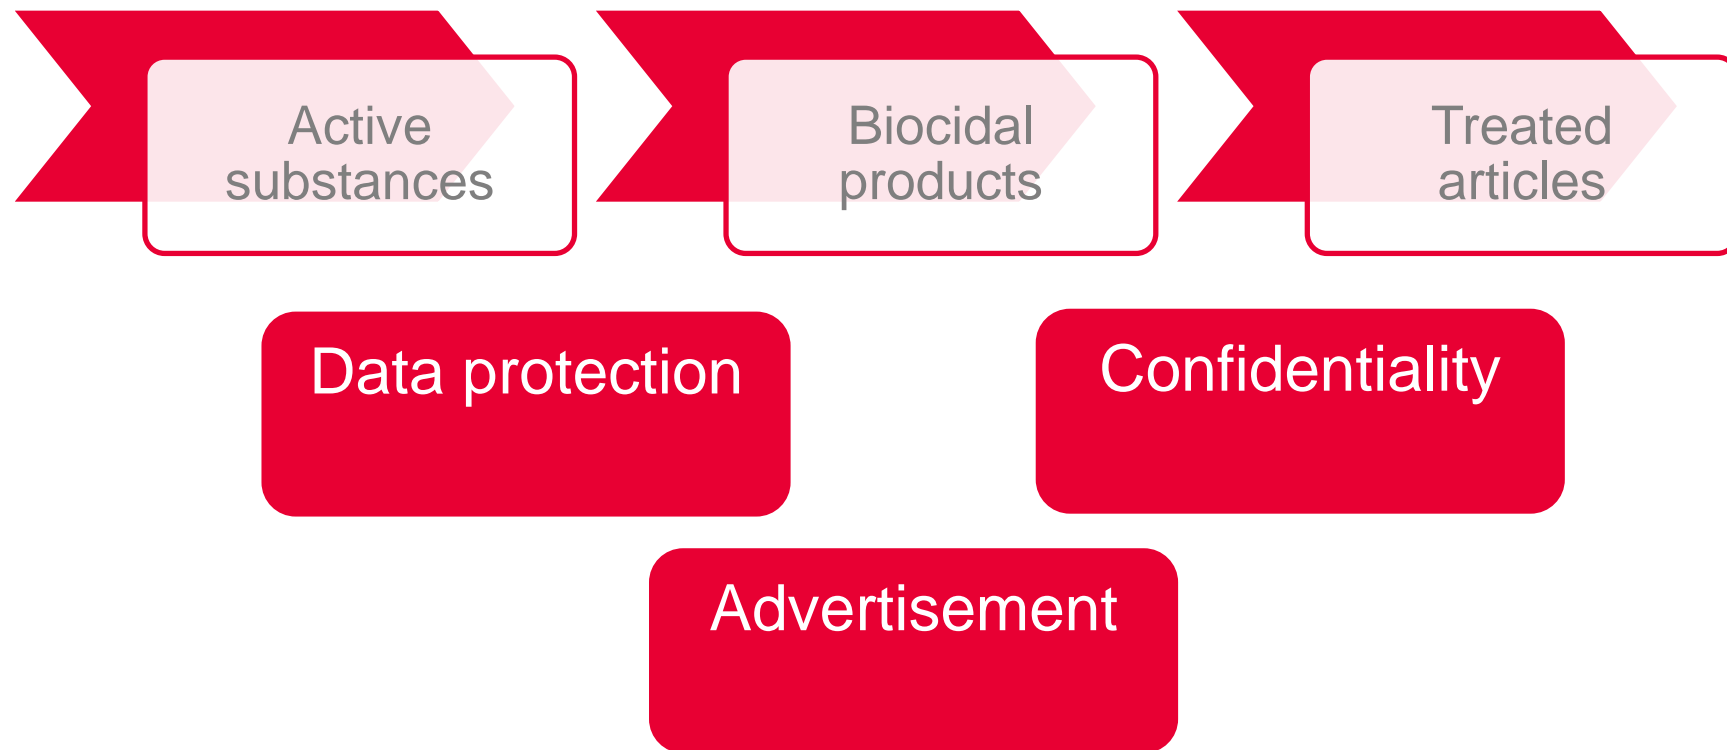 Active
substances
Biocidal
products
Treated
articles
Data protection
Confidentiality
Advertisement